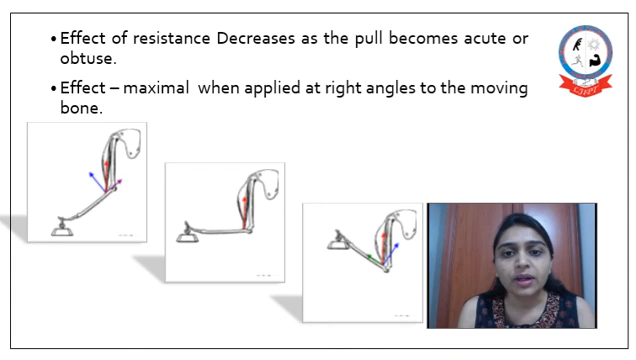 • Effect of resistance Decreases as the pull becomes acute or
obtuse.
• Effect – maximal when applied at right angles to the moving
bone.